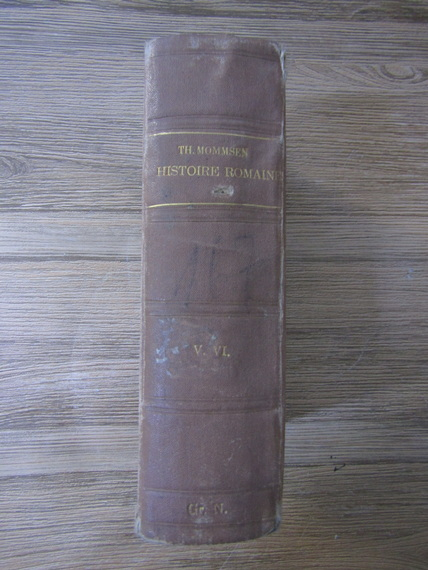 TH. MOMMSEN
HISTOIRE ROMAINE
V. VI.
G. N.